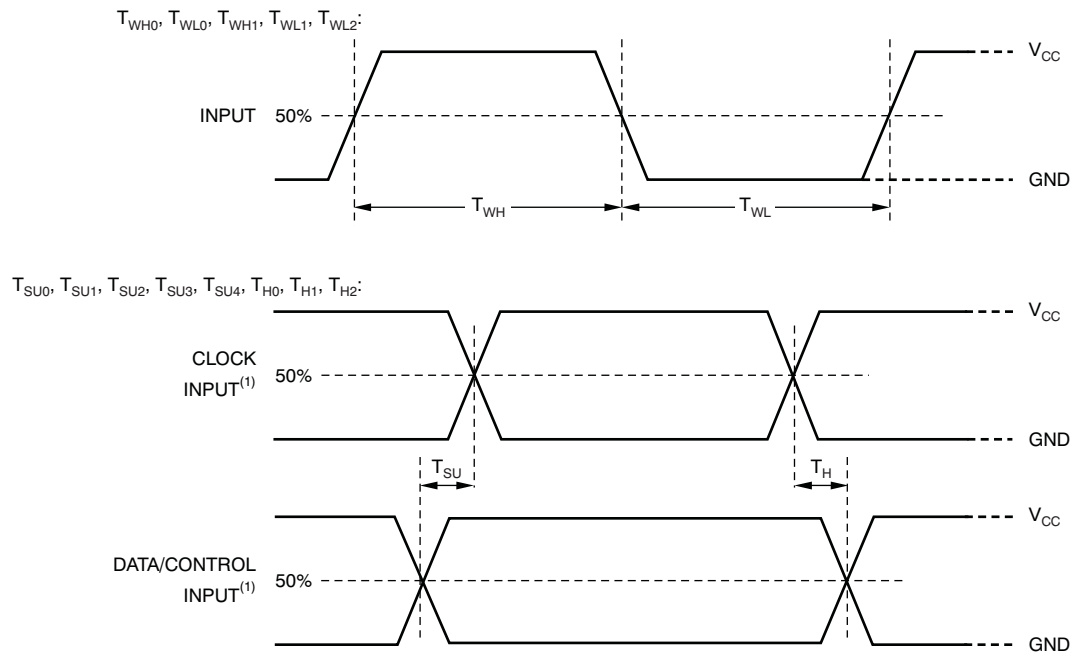 T_WH0, T_WL0, T_WH1, T_WL1, T_WL2:
V_CC
INPUT 50%
GND
T_WH T_WL
T_SU0, T_SU1, T_SU2, T_SU3, T_SU4, T_H0, T_H1, T_H2:
V_CC
CLOCK
INPUT(1) 50%
GND
T_SU T_H
V_CC
DATA/CONTROL
INPUT(1) 50%
GND